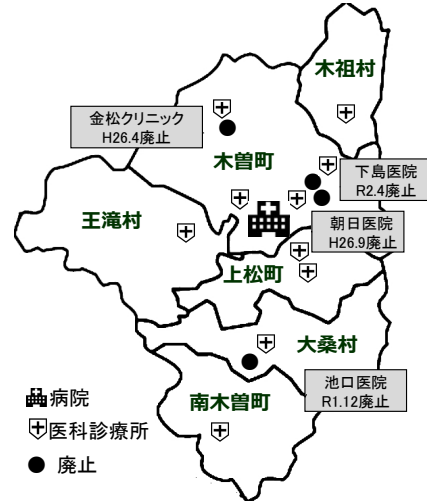 木祖村
金松クリニック
H26.4廃止
木曽町
下島医院
R2.4廃止
王滝村
朝日医院
H26.9廃止
上松町
大桑村
池口医院
R1.12廃止
南木曽町
病院
医科診療所
廃止